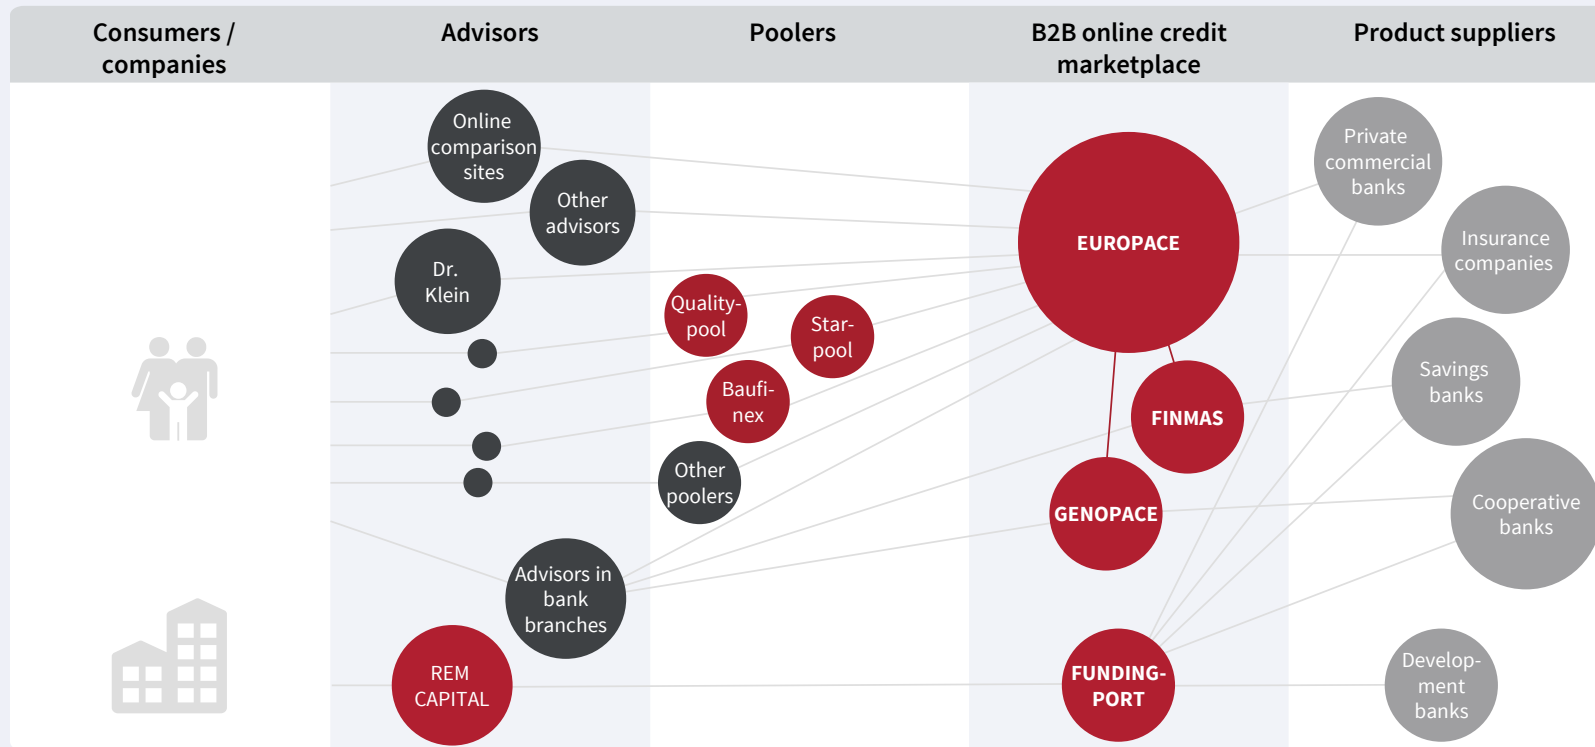 Consumers /
companies
Advisors
Poolers
B2B online credit
marketplace
Product suppliers
Online
comparison
sites
Other
advisors
Dr.
Klein
Advisors in
bank
branches
REM
CAPITAL
Quality-
pool
Star-
pool
Baufi-
nex
Other
poolers
EUROPACE
FINMAS
GENOPACE
FUNDING-
PORT
Private
commercial
banks
Insurance
companies
Savings
banks
Cooperative
banks
Develop-
ment
banks